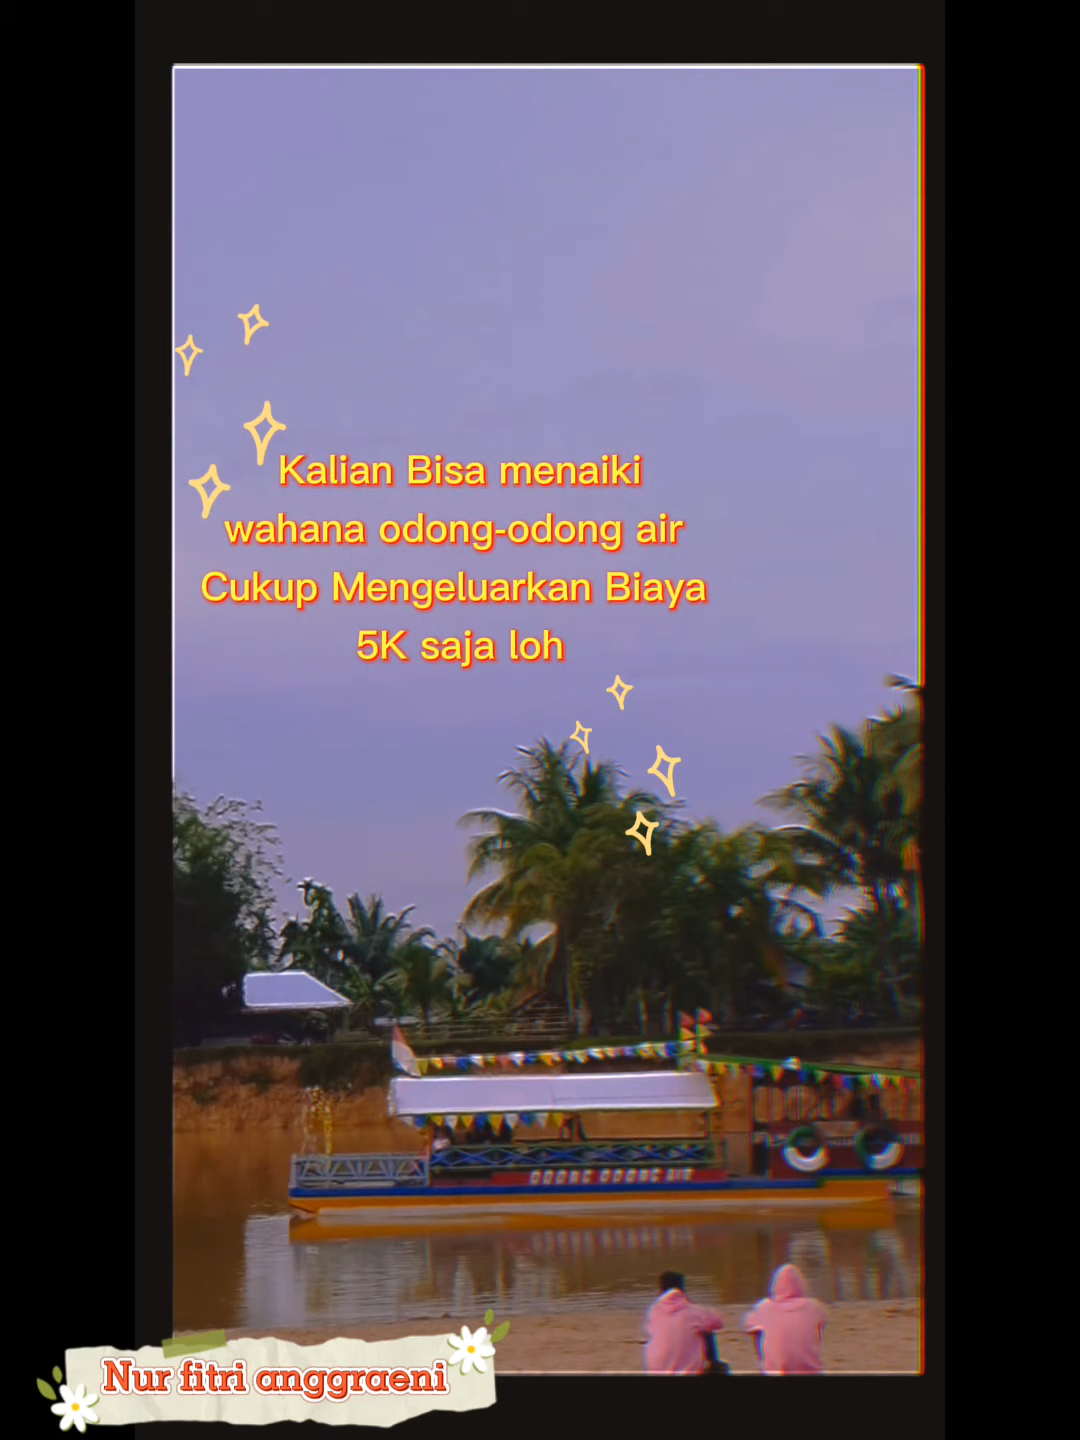 Kalian Bisa menaiki
wahana odong-odong air
Cukup Mengeluarkan Biaya
5K saja loh
ODONG ODONG AIR
Nur fitri anggraeni